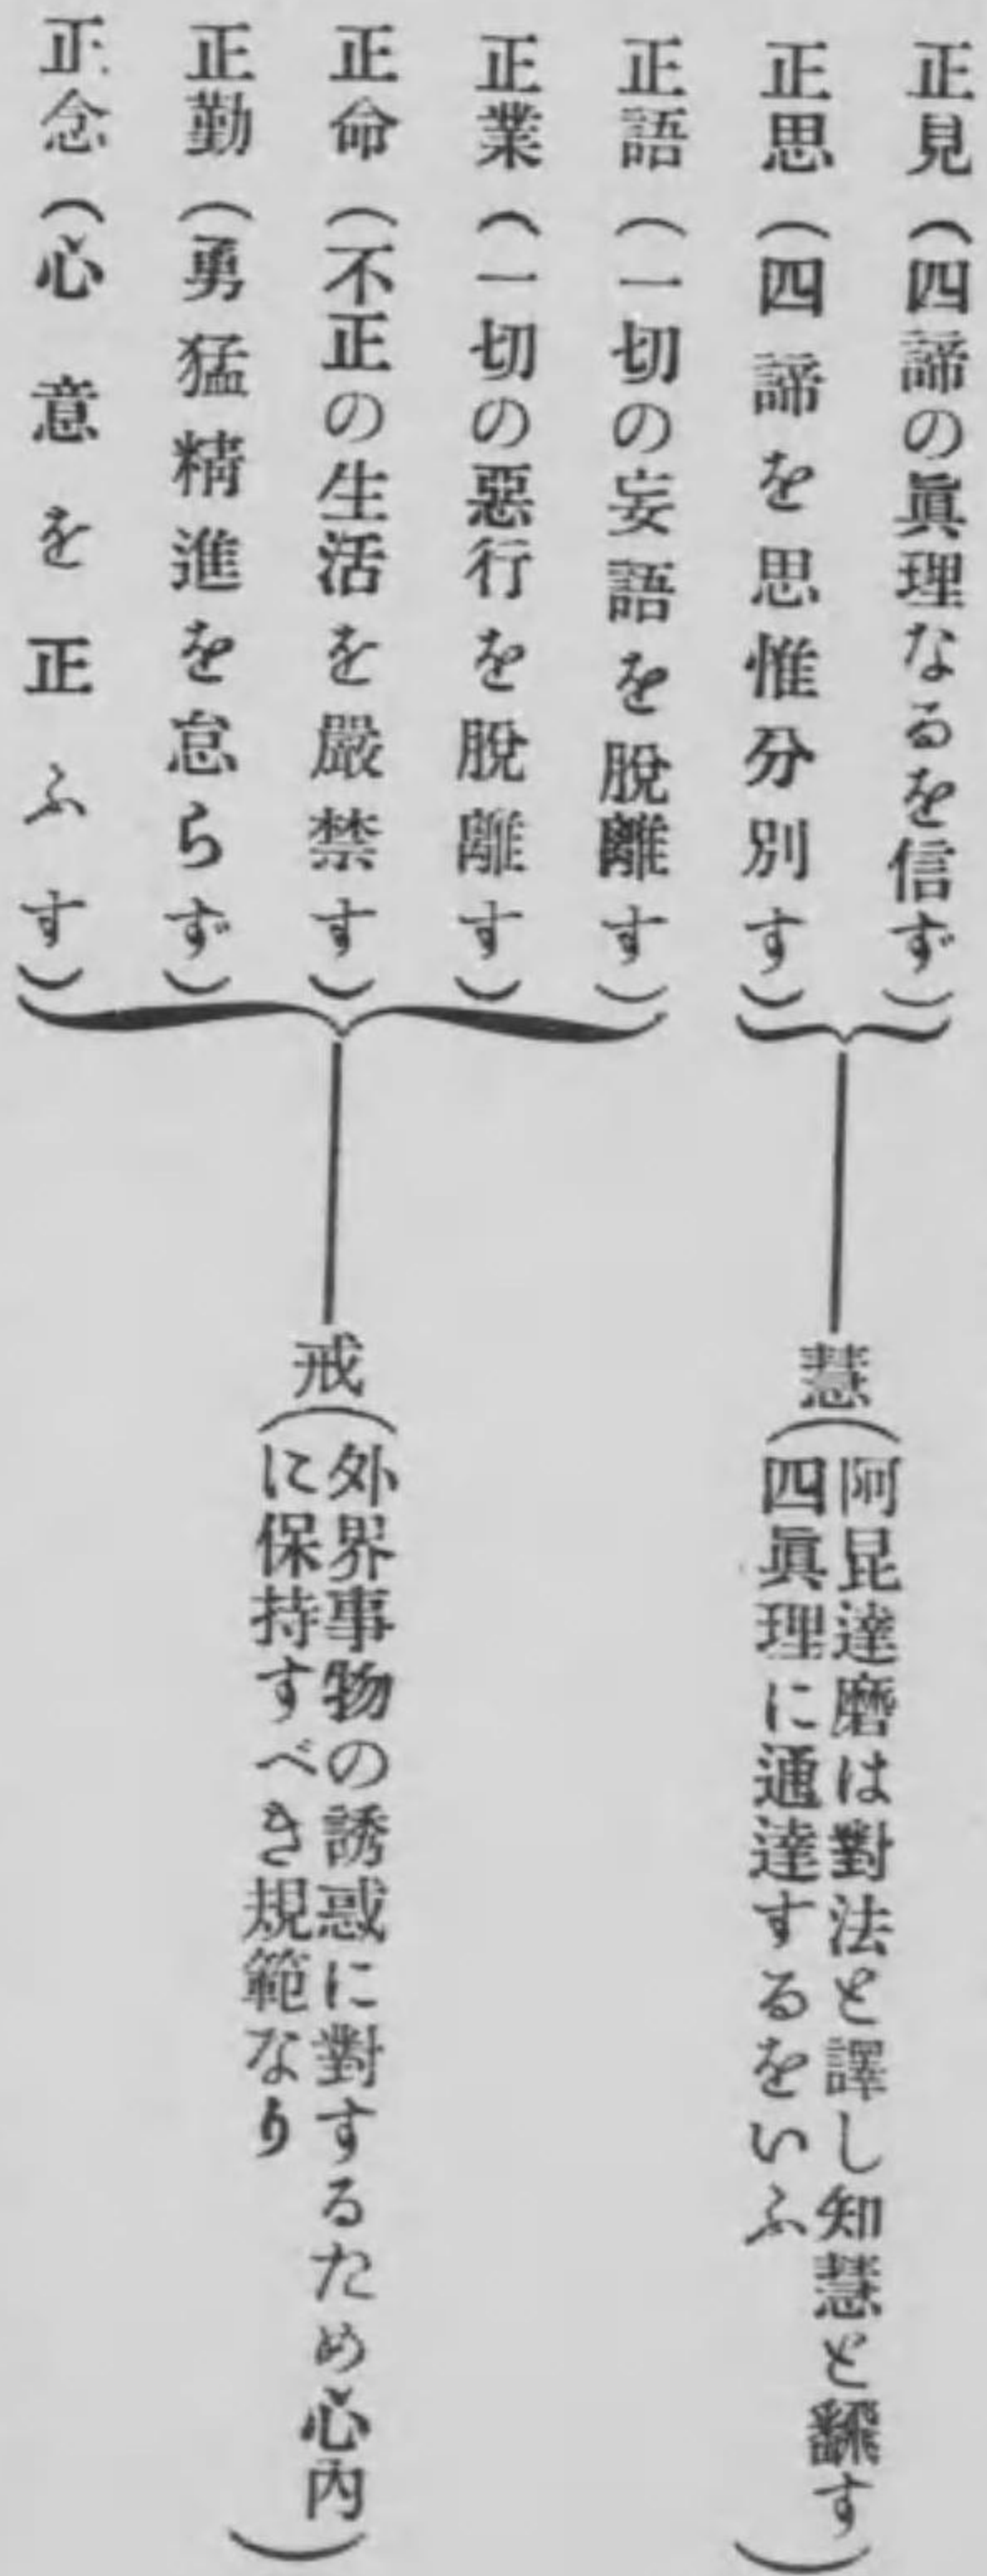 正見（四諦の眞理なるを信ず）
正思（四諦を思惟分別す）
慧（阿毘達磨は對法と譯し知慧と飜す
四眞理に通達するをいふ）
正語（一切の妄語を脫離す）
正業（一切の惡行を脫離す）
正命（不正の生活を嚴禁す）
正勤（勇猛精進を怠らず）
正念（心意を正ふす）
戒（外界事物の誘惑に對するため心內
に保持すべき規範なり）